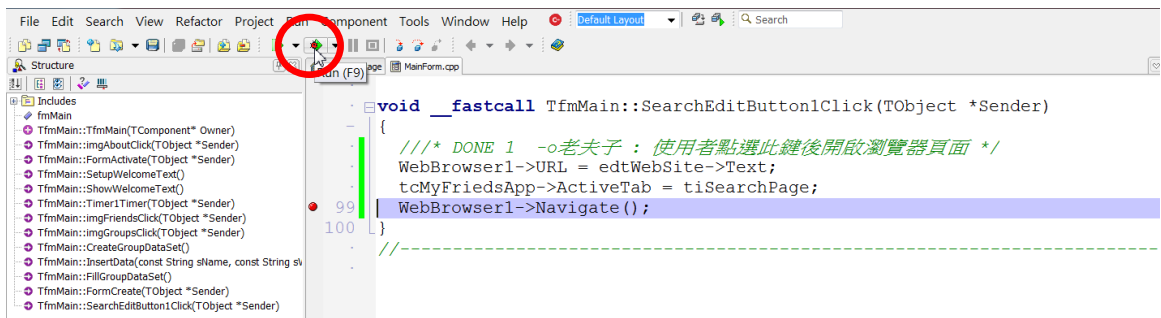 File Edit Search View Refactor Project Run Component Tools Window Help Default Layout Search
Structure
MainForm.cpp
Run (F9)
Includes
fmMain
TfmMain::TfmMain(TComponent* Owner)
TfmMain::imgAboutClick(TObject *Sender)
TfmMain::FormActivate(TObject *Sender)
TfmMain::SetupWelcomeText()
TfmMain::ShowWelcomeText()
TfmMain::Timer1Timer(TObject *Sender)
TfmMain::imgFriendsClick(TObject *Sender)
TfmMain::imgGroupsClick(TObject *Sender)
TfmMain::CreateGroupDataSet()
TfmMain::InsertData(const String sName, const String
TfmMain::FillGroupDataSet()
TfmMain::FormCreate(TObject *Sender)
TfmMain::SearchEditButton1Click(TObject *Sender)
void __fastcall TfmMain::SearchEditButton1Click(TObject *Sender)
{
///* DONE 1 -o老夫子 : 使用者點選此鍵後開啟瀏覽器頁面 */
WebBrowser1->URL = edtWebSite->Text;
tcMyFriedsApp->ActiveTab = tiSearchPage;
99 WebBrowser1->Navigate();
100 }
//--------------------------------------------------------------------------